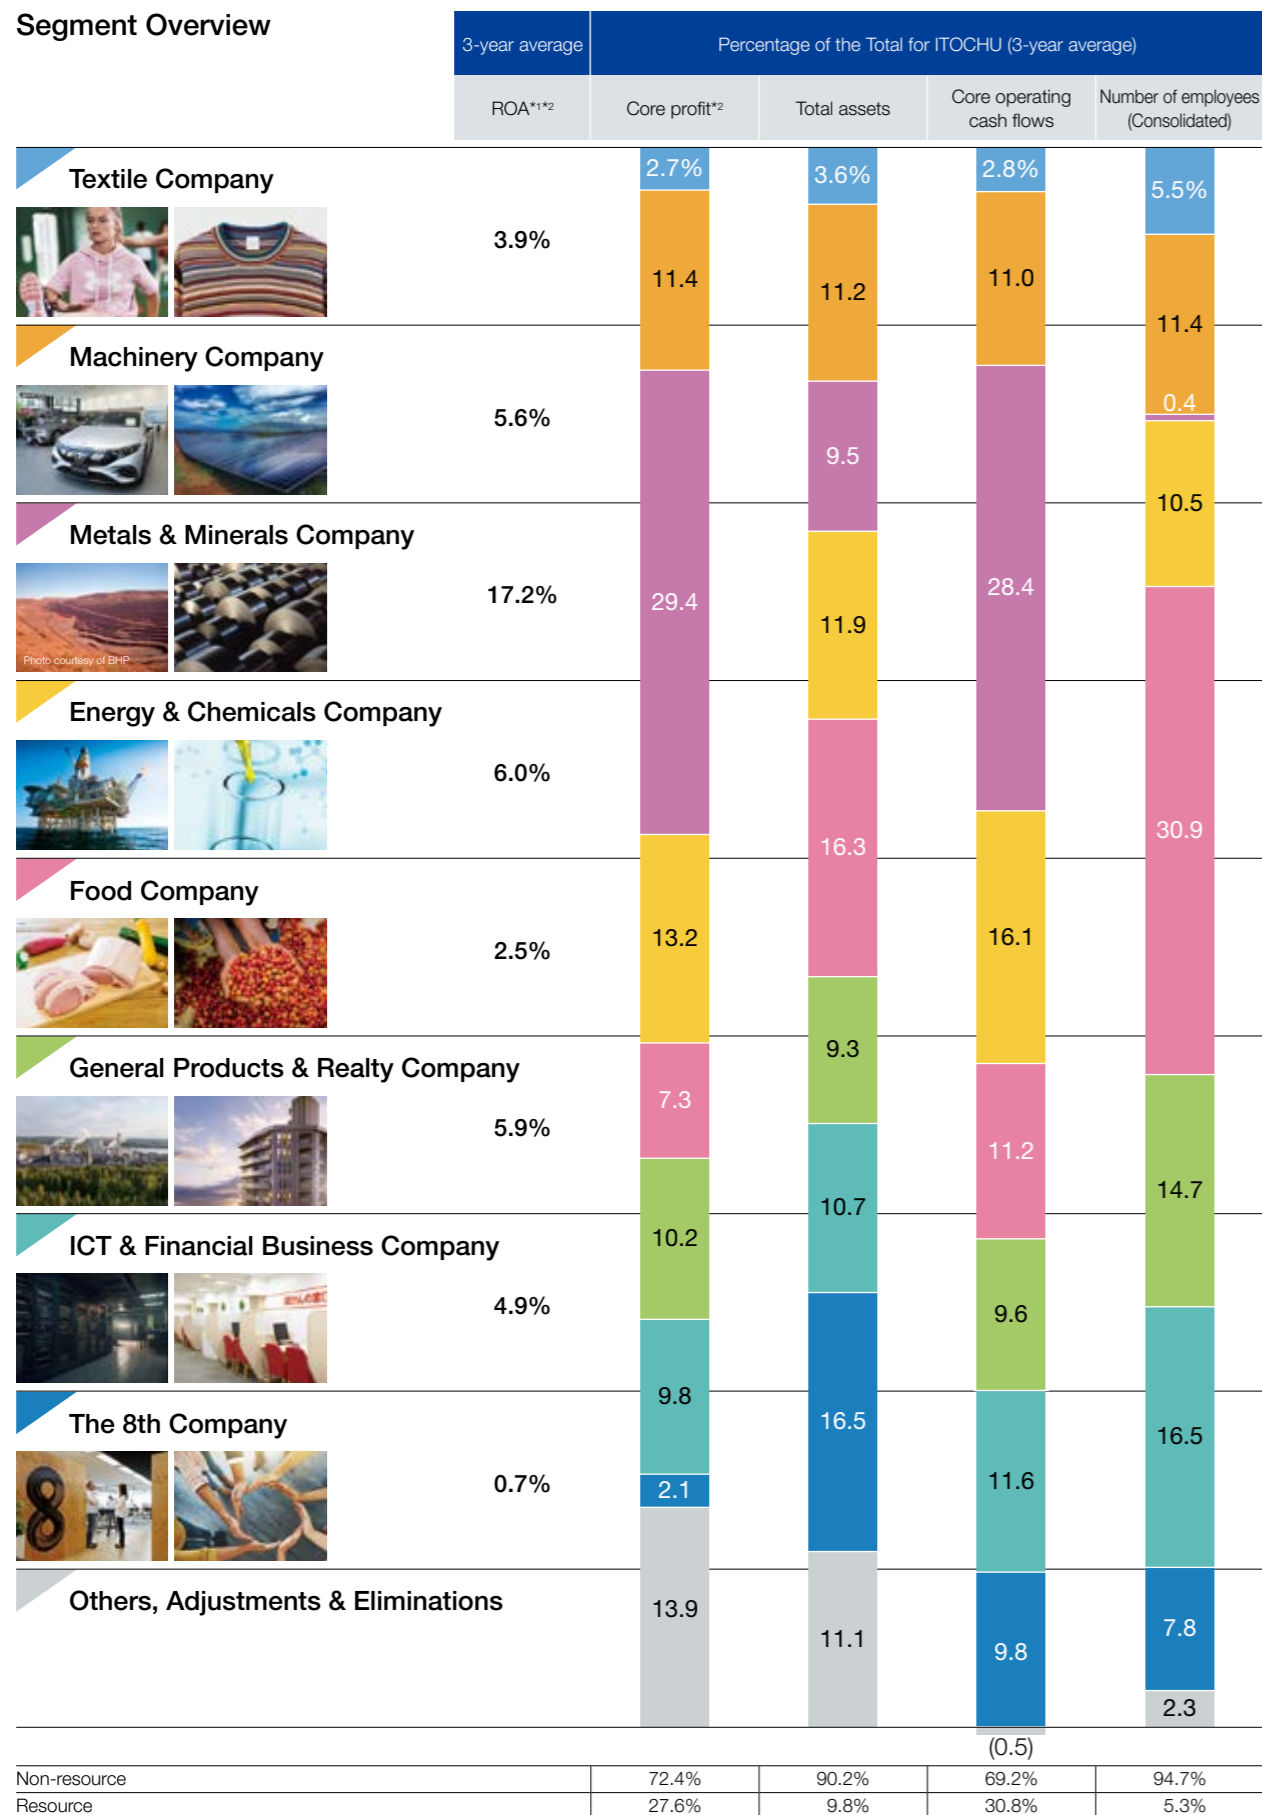 Segment Overview
3-year average
Percentage of the Total for ITOCHU (3-year average)
ROA*1*2
Core profit*2
Total assets
Core operating
cash flows
Number of employees
(Consolidated)
Textile Company
3.9%
2.7%
3.6%
2.8%
5.5%
Machinery Company
5.6%
11.4
11.2
11.0
11.4
Metals & Minerals Company
Photo courtesy of BHP
17.2%
29.4
9.5
28.4
0.4
Energy & Chemicals Company
6.0%
13.2
11.9
16.1
10.5
Food Company
2.5%
7.3
16.3
11.2
30.9
General Products & Realty Company
5.9%
10.2
9.3
9.6
14.7
ICT & Financial Business Company
4.9%
9.8
10.7
11.6
16.5
The 8th Company
8
0.7%
2.1
16.5
9.8
7.8
Others, Adjustments & Eliminations
13.9
11.1
(0.5)
2.3
Non-resource 72.4% 90.2% 69.2% 94.7%
Resource 27.6% 9.8% 30.8% 5.3%